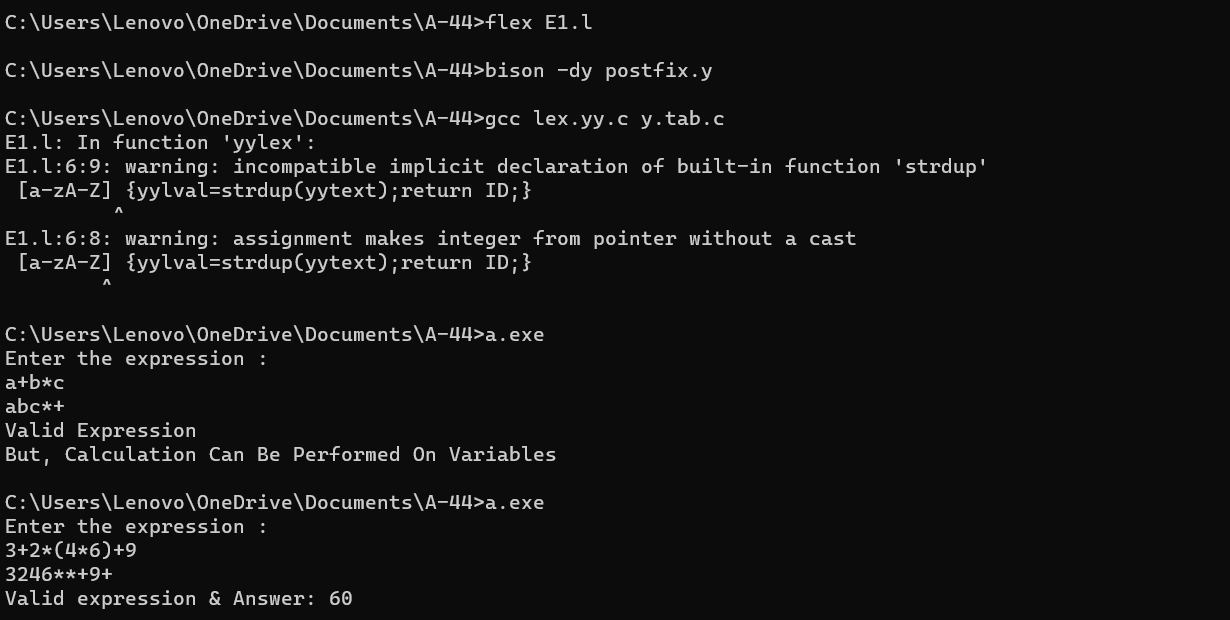 C:\Users\Lenovo\OneDrive\Documents\A-44>flex E1.l
C:\Users\Lenovo\OneDrive\Documents\A-44>bison -dy postfix.y
C:\Users\Lenovo\OneDrive\Documents\A-44>gcc lex.yy.c y.tab.c
E1.l: In function 'yylex':
E1.l:6:9: warning: incompatible implicit declaration of built-in function 'strdup'
 [a-zA-Z] {yylval=strdup(yytext);return ID;}
         ^
E1.l:6:8: warning: assignment makes integer from pointer without a cast
 [a-zA-Z] {yylval=strdup(yytext);return ID;}
        ^
C:\Users\Lenovo\OneDrive\Documents\A-44>a.exe
Enter the expression :
a+b*c
abc*+
Valid Expression
But, Calculation Can Be Performed On Variables
C:\Users\Lenovo\OneDrive\Documents\A-44>a.exe
Enter the expression :
3+2*(4*6)+9
3246**+9+
Valid expression & Answer: 60